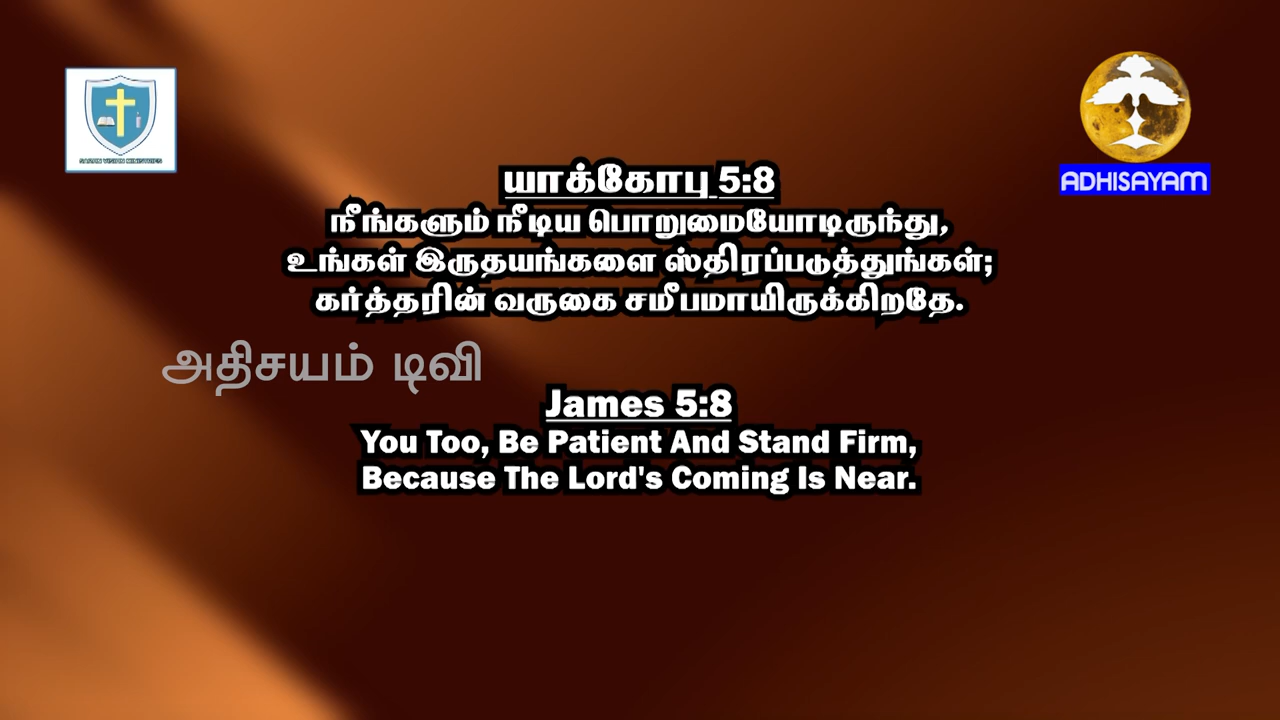 யாக்கோபு 5:8
நீங்களும் நீடிய பொறுமையோடிருந்து,
உங்கள் இருதயங்களை ஸ்திரப்படுத்துங்கள்;
கர்த்தரின் வருகை சமீபமாயிருக்கிறதே.
அதிசயம் டிவி
James 5:8
You Too, Be Patient And Stand Firm,
Because The Lord's Coming Is Near.
ADHISAYAM